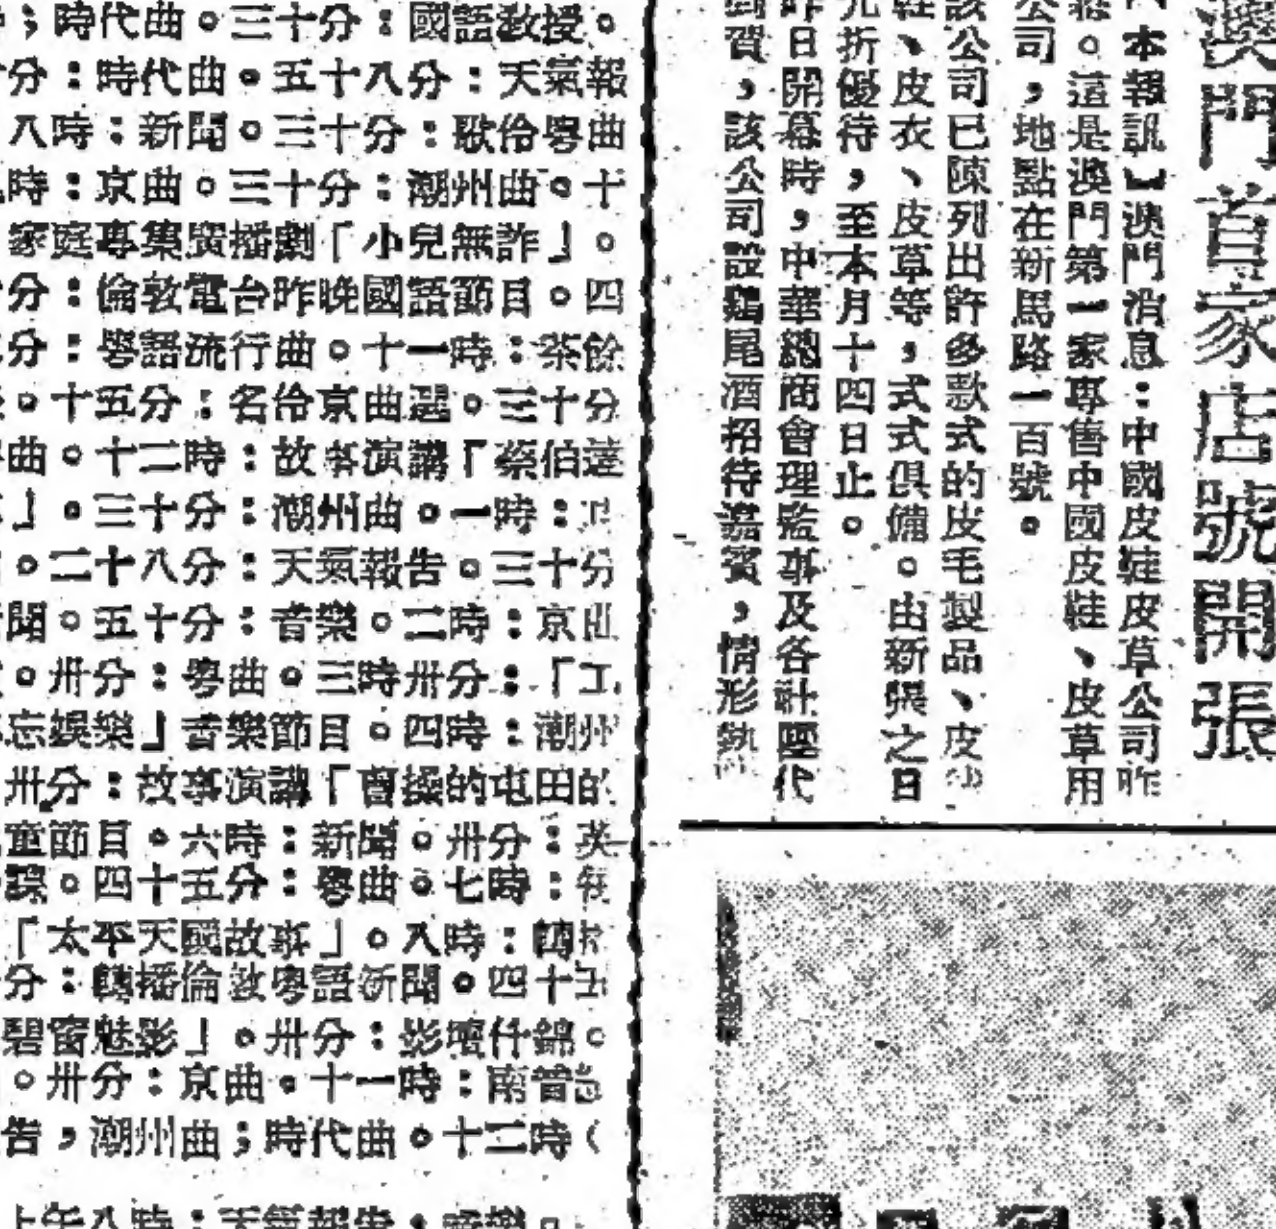 澳門首家店號開張
本報訊】澳門消息：中國皮鞋皮草公司昨
幕。這是澳門第一家專售中國皮鞋、皮草用
公司，地點在新馬路一百號。
該公司已陳列出許多款式的皮毛製品、皮
鞋、皮衣、皮草等，式式俱備。由新張之日
九折優待，至本月十四日止。
昨日開幕時，中華總商會理監事及各社團代
賀，該公司設鷄尾酒招待嘉賓，情形熱
；時代曲。三十分：國語教授。
分：時代曲。五十八分：天氣報
八時：新聞。三十分：歌伶粵曲
時：京曲。三十分：潮州曲。十
家庭專集廣播劇「小兒無詐」。
分：倫敦電台昨晚國語節目。四
分：粵語流行曲。十一時：茶餘
。十五分：名伶京曲選。三十分
曲。十二時：故事演講「蔡伯達
」。三十分：潮州曲。一時：
。二十八分：天氣報告。三十分
聞。五十分：音樂。二時：京曲
。卅分：粵曲。三時卅分：「工
忘娛樂」音樂節目。四時：潮州
卅分：故事演講「曹操的屯田的
童節目。六時：新聞。卅分：英
課。四十五分：粵曲。七時：
「太平天國故事」。八時：轉
分：轉播倫敦粵語新聞。四十五
碧窗魅影」。卅分：影壇什錦。
。卅分：京曲。十一時：南音
告，潮州曲；時代曲。十二時（
上午八時：天氣報告；音樂。